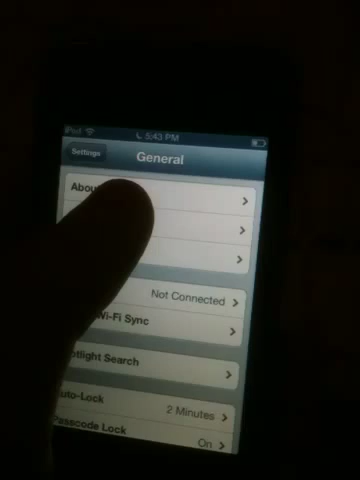 iPod 5:43 PM
Settings General
About
Not Connected
Wi-Fi Sync
otlight Search
uto-Lock 2 Minutes
Passcode Lock On